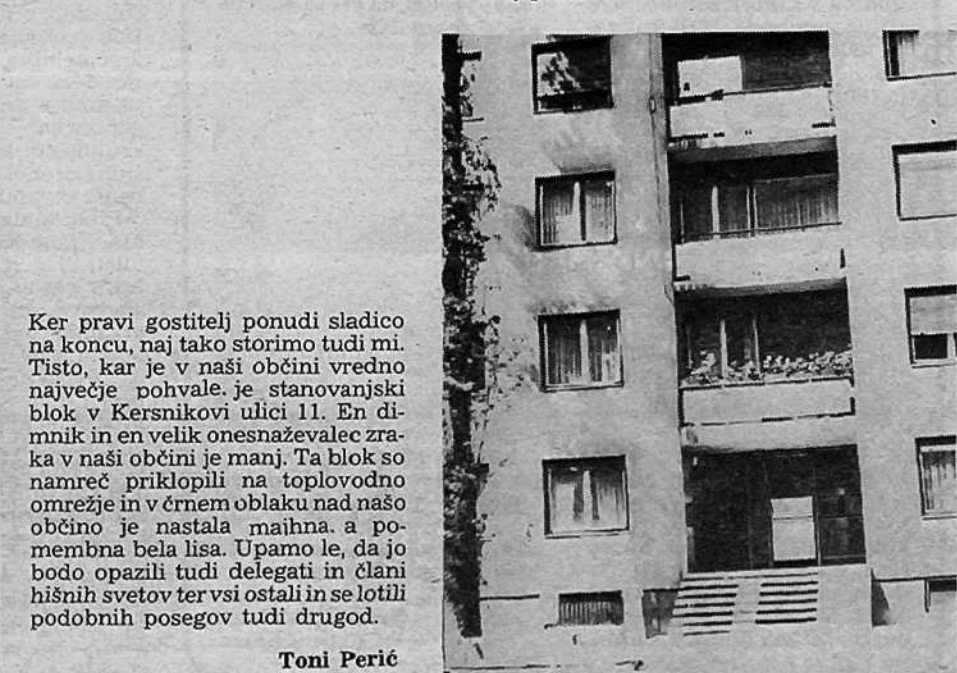 Ker pravi gostitelj ponudi sladico
na koncu, naj tako storimo tudi mi.
Tisto, kar je v naši občini vredno
največje pohvale. je stanovanjski
blok v Kersnikovi ulici 11. En di-
mnik in en velik onesnaževalec zra-
ka v naši občini je manj. Ta blok so
namreč priklopili na toplovodno
omrežje in v črnem oblaku nad našo
občino je nastala majhna. a po-
membna bela lisa. Upamo le, da jo
bodo opazili tudi delegati in člani
hišnih svetov ter vsi ostali in se lotili
podobnih posegov tudi drugod.
Toni Perić